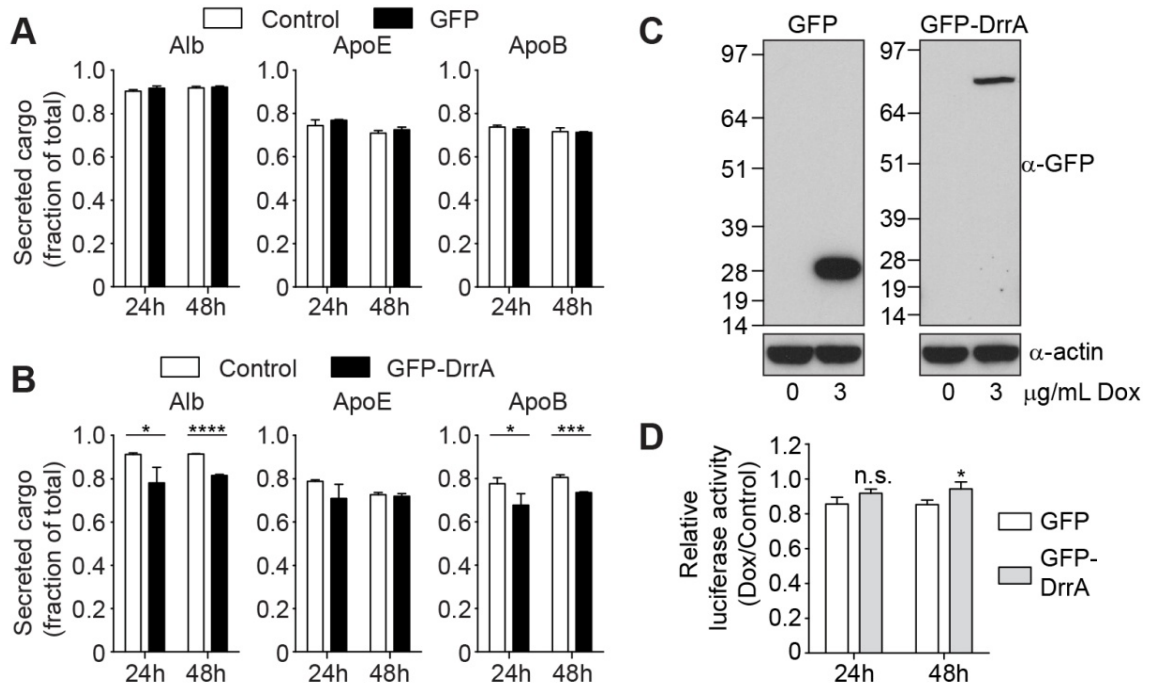 A
Control GFP
Alb ApoE ApoB
Secreted cargo
(fraction of total)
1.0
0.8
0.6
0.4
0.2
0
24h 48h 24h 48h 24h 48h
B
Control GFP-DrrA
Alb ApoE ApoB
* **** * ***
Secreted cargo
(fraction of total)
1.0
0.8
0.6
0.4
0.2
0
24h 48h 24h 48h 24h 48h
C
GFP GFP-DrrA
97 97
64 64
51 51
39 39
28 28
19 19
14 14
α-GFP
α-actin
0 3 0 3 μg/mL Dox
D
Relative
luciferase activity
(Dox/Control)
1.2
1.0
0.8
0.6
0.4
0.2
0
n.s. *
24h 48h
GFP
GFP-
DrrA